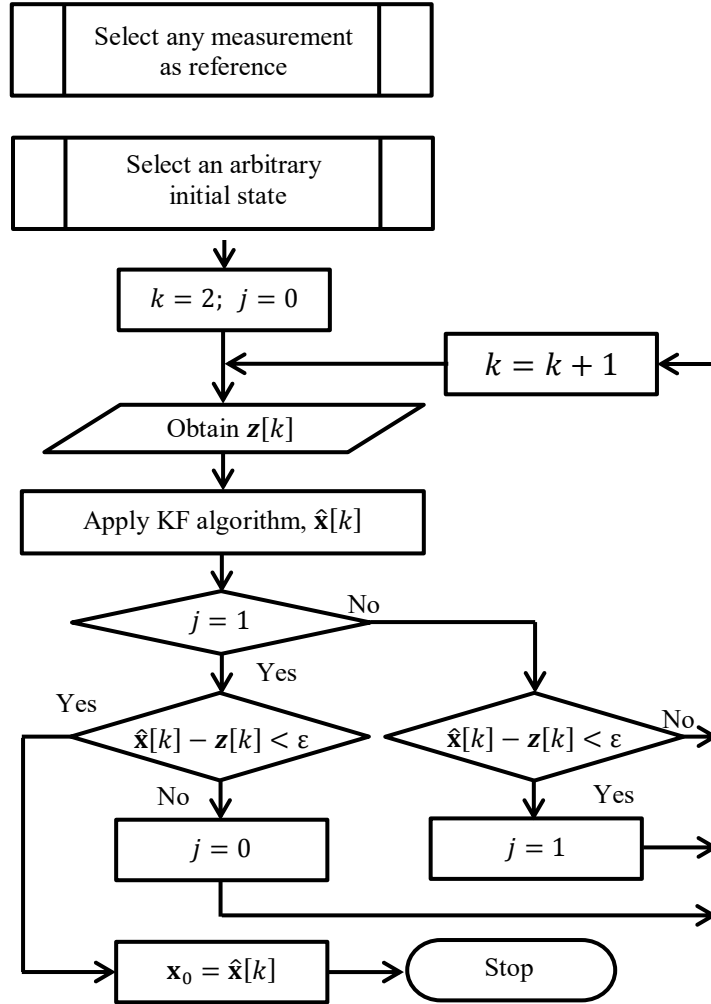 Select any measurement
as reference
Select an arbitrary
initial state
k = 2; j = 0
k = k + 1
Obtain z[k]
Apply KF algorithm, x̂[k]
j = 1
No
Yes
Yes
x̂[k] − z[k] < ε
x̂[k] − z[k] < ε
No
No
Yes
j = 0
j = 1
x₀ = x̂[k]
Stop